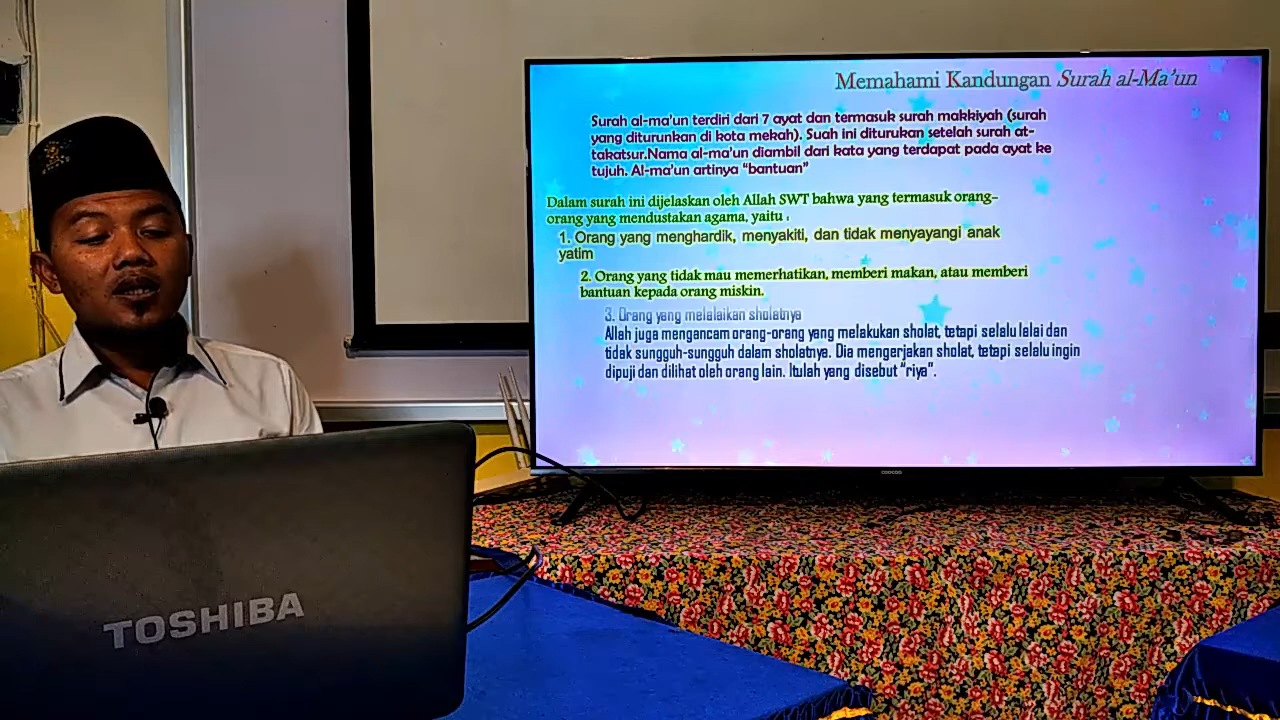 Memahami Kandungan Surah al-Ma'un
Surah al-ma'un terdiri dari 7 ayat dan termasuk surah makkiyah (surah
yang diturunkan di kota mekah). Suah ini diturukan setelah surah at-
takatsur.Nama al-ma'un diambil dari kata yang terdapat pada ayat ke
tujuh. Al-ma'un artinya "bantuan"
Dalam surah ini dijelaskan oleh Allah SWT bahwa yang termasuk orang-
orang yang mendustakan agama, yaitu :
1. Orang yang menghardik, menyakiti, dan tidak menyayangi anak
yatim
2. Orang yang tidak mau memerhatikan, memberi makan, atau memberi
bantuan kepada orang miskin.
3. Orang yang melalaikan sholatnya
Allah juga mengancam orang-orang yang melakukan sholat, tetapi selalu lalai dan
tidak sungguh-sungguh dalam sholatnya. Dia mengerjakan sholat, tetapi selalu ingin
dipuji dan dilihat oleh orang lain. Itulah yang disebut "riya".
coocaa
TOSHIBA